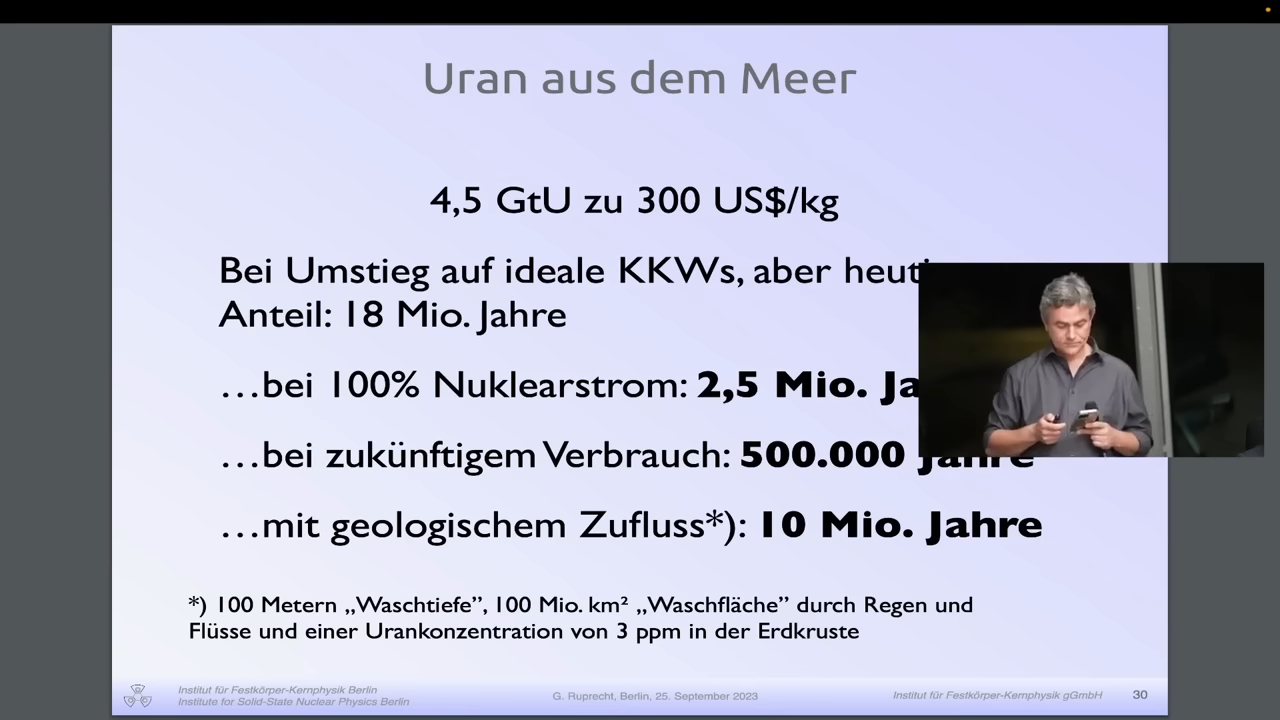 Uran aus dem Meer
4,5 GtU zu 300 US$/kg
Bei Umstieg auf ideale KKWs, aber
Anteil: 18 Mio. Jahre
…bei 100% Nuklearstrom: 2,5 Mio.
…bei zukünftigem Verbrauch: 500.000 Jahre
…mit geologischem Zufluss*): 10 Mio. Jahre
*) 100 Metern „Waschtiefe”, 100 Mio. km² „Waschfläche” durch Regen und
Flüsse und einer Urankonzentration von 3 ppm in der Erdkruste
Institut für Festkörper-Kernphysik Berlin
Institute for Solid-State Nuclear Physics Berlin
G. Ruprecht, Berlin, 25. September 2023
Institut für Festkörper-Kernphysik gGmbH
30